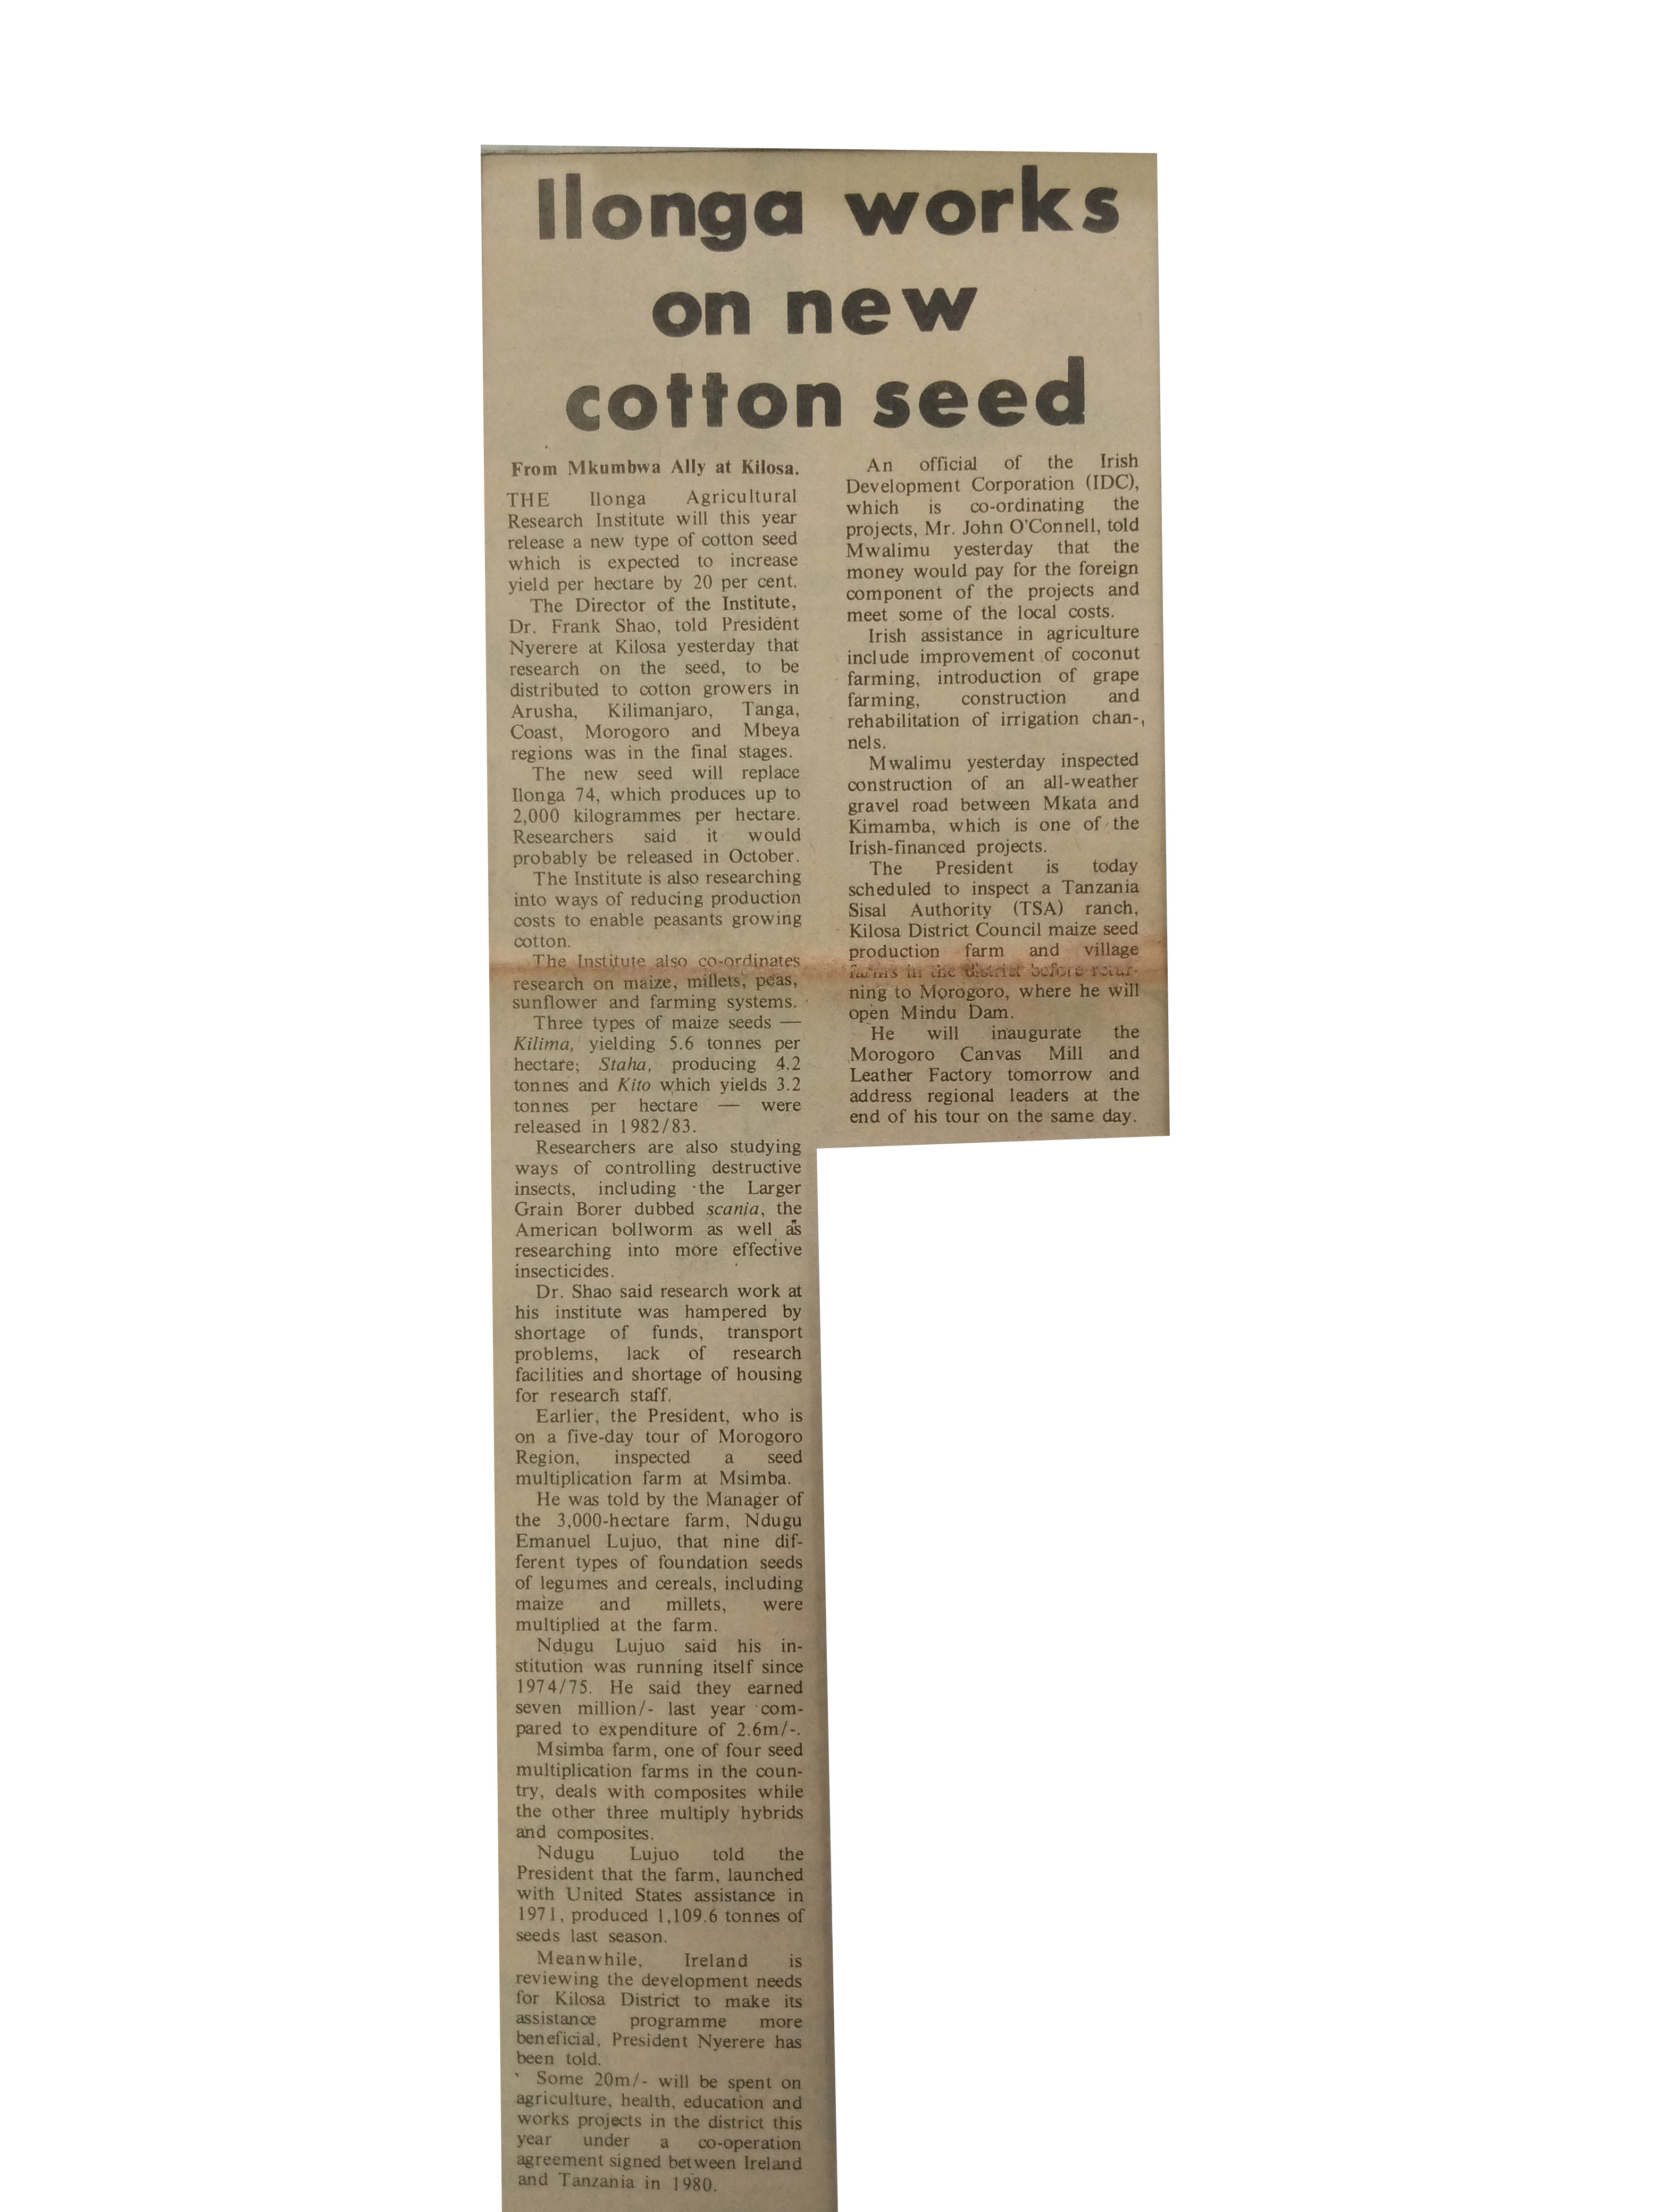 Ilonga works
on new
cotton seed
From Mkumbwa Ally at Kilosa.
THE Ilonga Agricultural
Research Institute will this year
release a new type of cotton seed
which is expected to increase
yield per hectare by 20 per cent.
The Director of the Institute,
Dr. Frank Shao, told President
Nyerere at Kilosa yesterday that
research on the seed, to be
distributed to cotton growers in
Arusha, Kilimanjaro, Tanga,
Coast, Morogoro and Mbeya
regions was in the final stages.
The new seed will replace
Ilonga 74, which produces up to
2,000 kilogrammes per hectare.
Researchers said it would
probably be released in October.
The Institute is also researching
into ways of reducing production
costs to enable peasants growing
cotton.
The Institute also co-ordinates
research on maize, millets, peas,
sunflower and farming systems.
Three types of maize seeds —
Kilima, yielding 5.6 tonnes per
hectare; Staha, producing 4.2
tonnes and Kito which yields 3.2
tonnes per hectare — were
released in 1982/83.
Researchers are also studying
ways of controlling destructive
insects, including the Larger
Grain Borer dubbed scania, the
American bollworm as well as
researching into more effective
insecticides.
Dr. Shao said research work at
his institute was hampered by
shortage of funds, transport
problems, lack of research
facilities and shortage of housing
for research staff.
Earlier, the President, who is
on a five-day tour of Morogoro
Region, inspected a seed
multiplication farm at Msimba.
He was told by the Manager of
the 3,000-hectare farm, Ndugu
Emanuel Lujuo, that nine dif-
ferent types of foundation seeds
of legumes and cereals, including
maize and millets, were
multiplied at the farm.
Ndugu Lujuo said his in-
stitution was running itself since
1974/75. He said they earned
seven million/- last year com-
pared to expenditure of 2.6m/-.
Msimba farm, one of four seed
multiplication farms in the coun-
try, deals with composites while
the other three multiply hybrids
and composites.
Ndugu Lujuo told the
President that the farm, launched
with United States assistance in
1971, produced 1,109.6 tonnes of
seeds last season.
Meanwhile, Ireland is
reviewing the development needs
for Kilosa District to make its
assistance programme more
beneficial, President Nyerere has
been told.
Some 20m/- will be spent on
agriculture, health, education and
works projects in the district this
year under a co-operation
agreement signed between Ireland
and Tanzania in 1980.
An official of the Irish
Development Corporation (IDC),
which is co-ordinating the
projects, Mr. John O'Connell, told
Mwalimu yesterday that the
money would pay for the foreign
component of the projects and
meet some of the local costs.
Irish assistance in agriculture
include improvement of coconut
farming, introduction of grape
farming, construction and
rehabilitation of irrigation chan-
nels.
Mwalimu yesterday inspected
construction of an all-weather
gravel road between Mkata and
Kimamba, which is one of the
Irish-financed projects.
The President is today
scheduled to inspect a Tanzania
Sisal Authority (TSA) ranch,
Kilosa District Council maize seed
production farm and village
farms in the district before retur-
ning to Morogoro, where he will
open Mindu Dam.
He will inaugurate the
Morogoro Canvas Mill and
Leather Factory tomorrow and
address regional leaders at the
end of his tour on the same day.